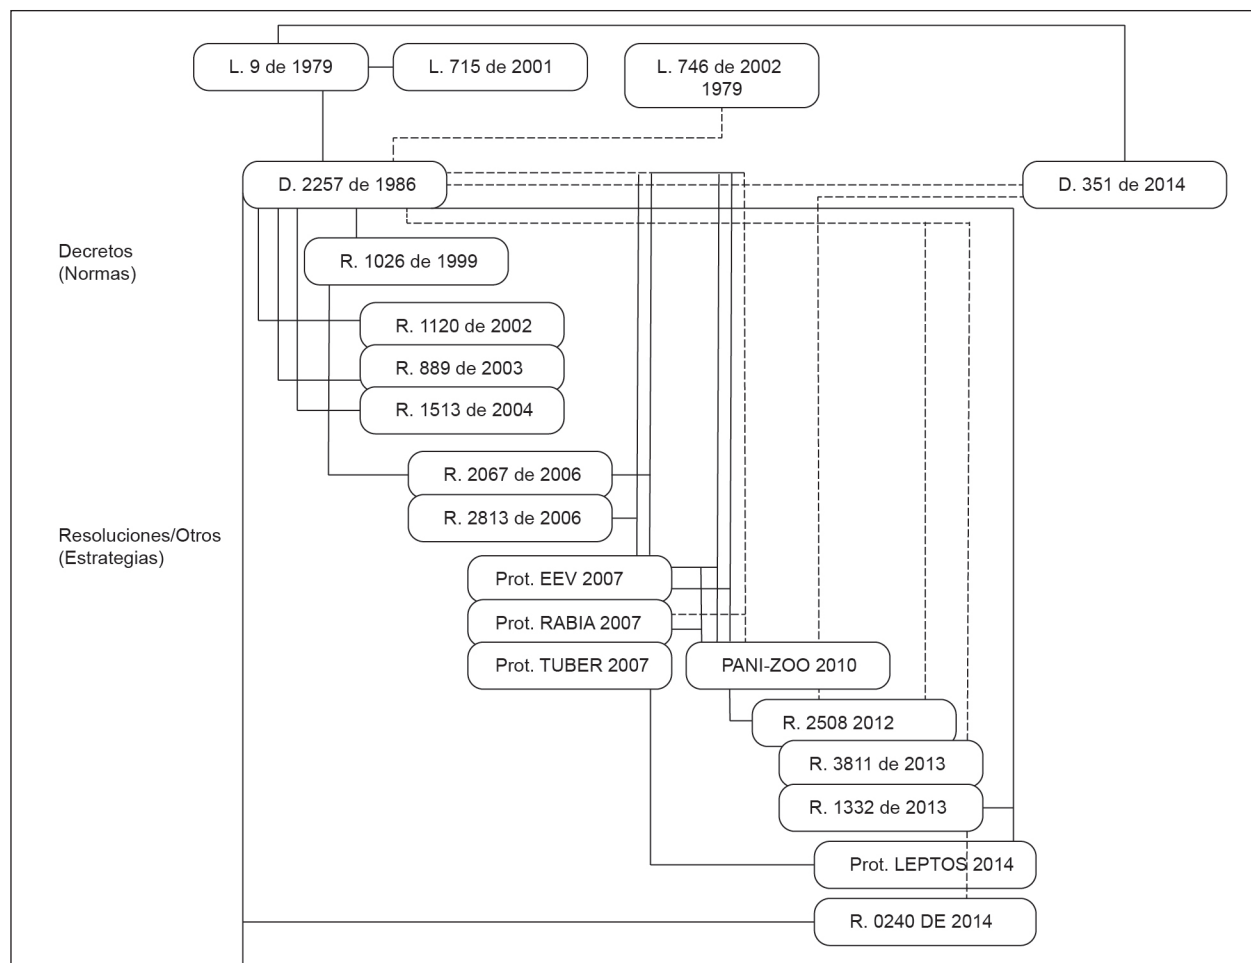 L. 9 de 1979
L. 715 de 2001
L. 746 de 2002
1979
D. 2257 de 1986
D. 351 de 2014
Decretos
(Normas)
R. 1026 de 1999
R. 1120 de 2002
R. 889 de 2003
R. 1513 de 2004
R. 2067 de 2006
R. 2813 de 2006
Resoluciones/Otros
(Estrategias)
Prot. EEV 2007
Prot. RABIA 2007
Prot. TUBER 2007
PANI-ZOO 2010
R. 2508 2012
R. 3811 de 2013
R. 1332 de 2013
Prot. LEPTOS 2014
R. 0240 DE 2014